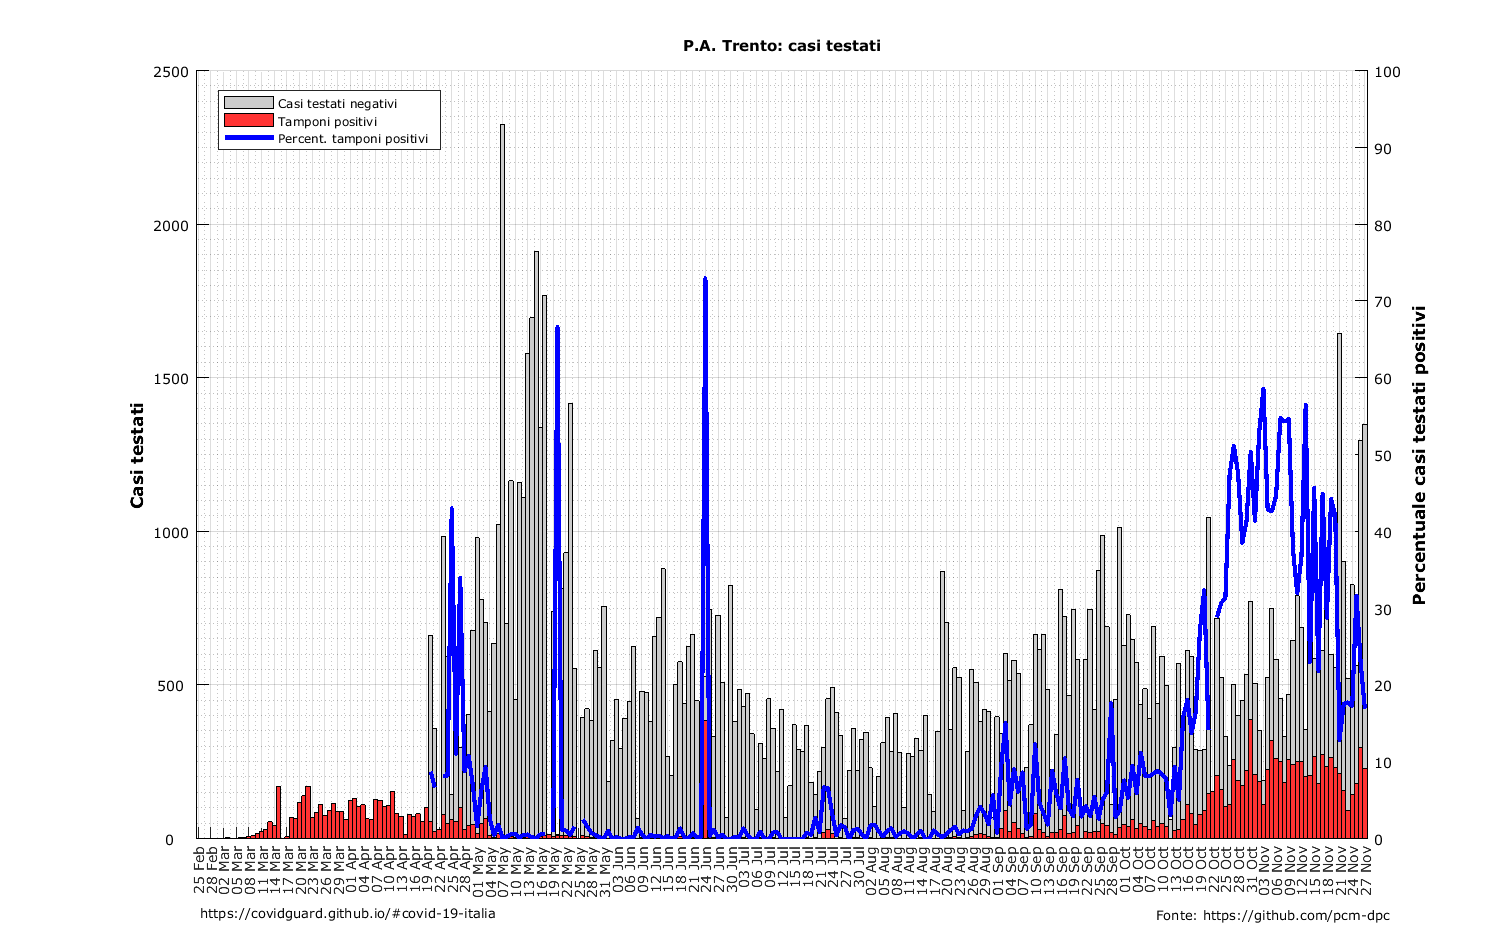 P.A. Trento: casi testati
Casi testati negativi
Tamponi positivi
Percent. tamponi positivi
Casi testati
2500
2000
1500
1000
500
0
100
90
80
70
60
50
40
30
20
10
0
Percentuale casi testati positivi
25 Feb
28 Feb
02 Mar
05 Mar
08 Mar
11 Mar
14 Mar
17 Mar
20 Mar
23 Mar
26 Mar
29 Mar
01 Apr
04 Apr
07 Apr
10 Apr
13 Apr
16 Apr
19 Apr
22 Apr
25 Apr
28 Apr
01 May
04 May
07 May
10 May
13 May
16 May
19 May
22 May
25 May
28 May
31 May
03 Jun
06 Jun
09 Jun
12 Jun
15 Jun
18 Jun
21 Jun
24 Jun
27 Jun
30 Jun
03 Jul
06 Jul
09 Jul
12 Jul
15 Jul
18 Jul
21 Jul
24 Jul
27 Jul
30 Jul
02 Aug
05 Aug
08 Aug
11 Aug
14 Aug
17 Aug
20 Aug
23 Aug
26 Aug
29 Aug
01 Sep
04 Sep
07 Sep
10 Sep
13 Sep
16 Sep
19 Sep
22 Sep
25 Sep
28 Sep
01 Oct
04 Oct
07 Oct
10 Oct
13 Oct
16 Oct
19 Oct
22 Oct
25 Oct
28 Oct
31 Oct
03 Nov
06 Nov
09 Nov
12 Nov
15 Nov
18 Nov
21 Nov
24 Nov
27 Nov
https://covidguard.github.io/#covid-19-italia
Fonte: https://github.com/pcm-dpc